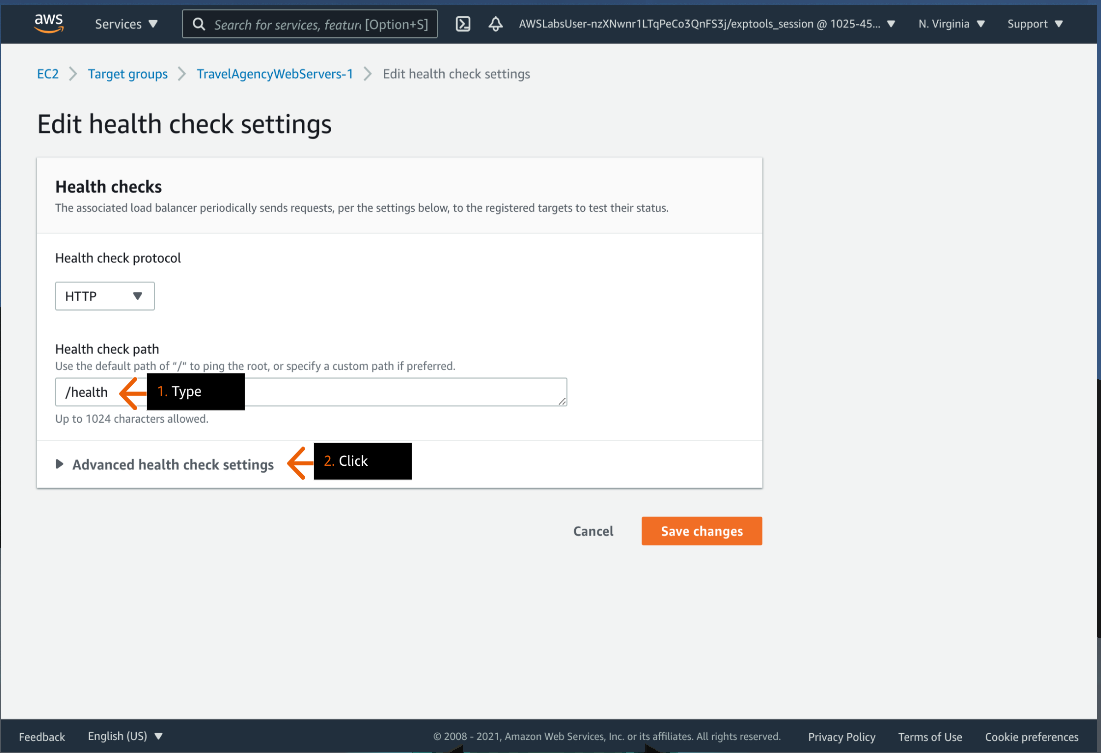 aws
Services
Search for services, featur [Option+S]
AWSLabsUser-nzXNwnr1LTqPeCo3QnFS3j/exptools_session @ 1025-45...
N. Virginia
Support
EC2 > Target groups > TravelAgencyWebServers-1 > Edit health check settings
Edit health check settings
Health checks
The associated load balancer periodically sends requests, per the settings below, to the registered targets to test their status.
Health check protocol
HTTP
Health check path
Use the default path of "/" to ping the root, or specify a custom path if preferred.
/health
1. Type
Up to 1024 characters allowed.
Advanced health check settings
2. Click
Cancel
Save changes
Feedback
English (US)
© 2008 - 2021, Amazon Web Services, Inc. or its affiliates. All rights reserved.
Privacy Policy
Terms of Use
Cookie preferences